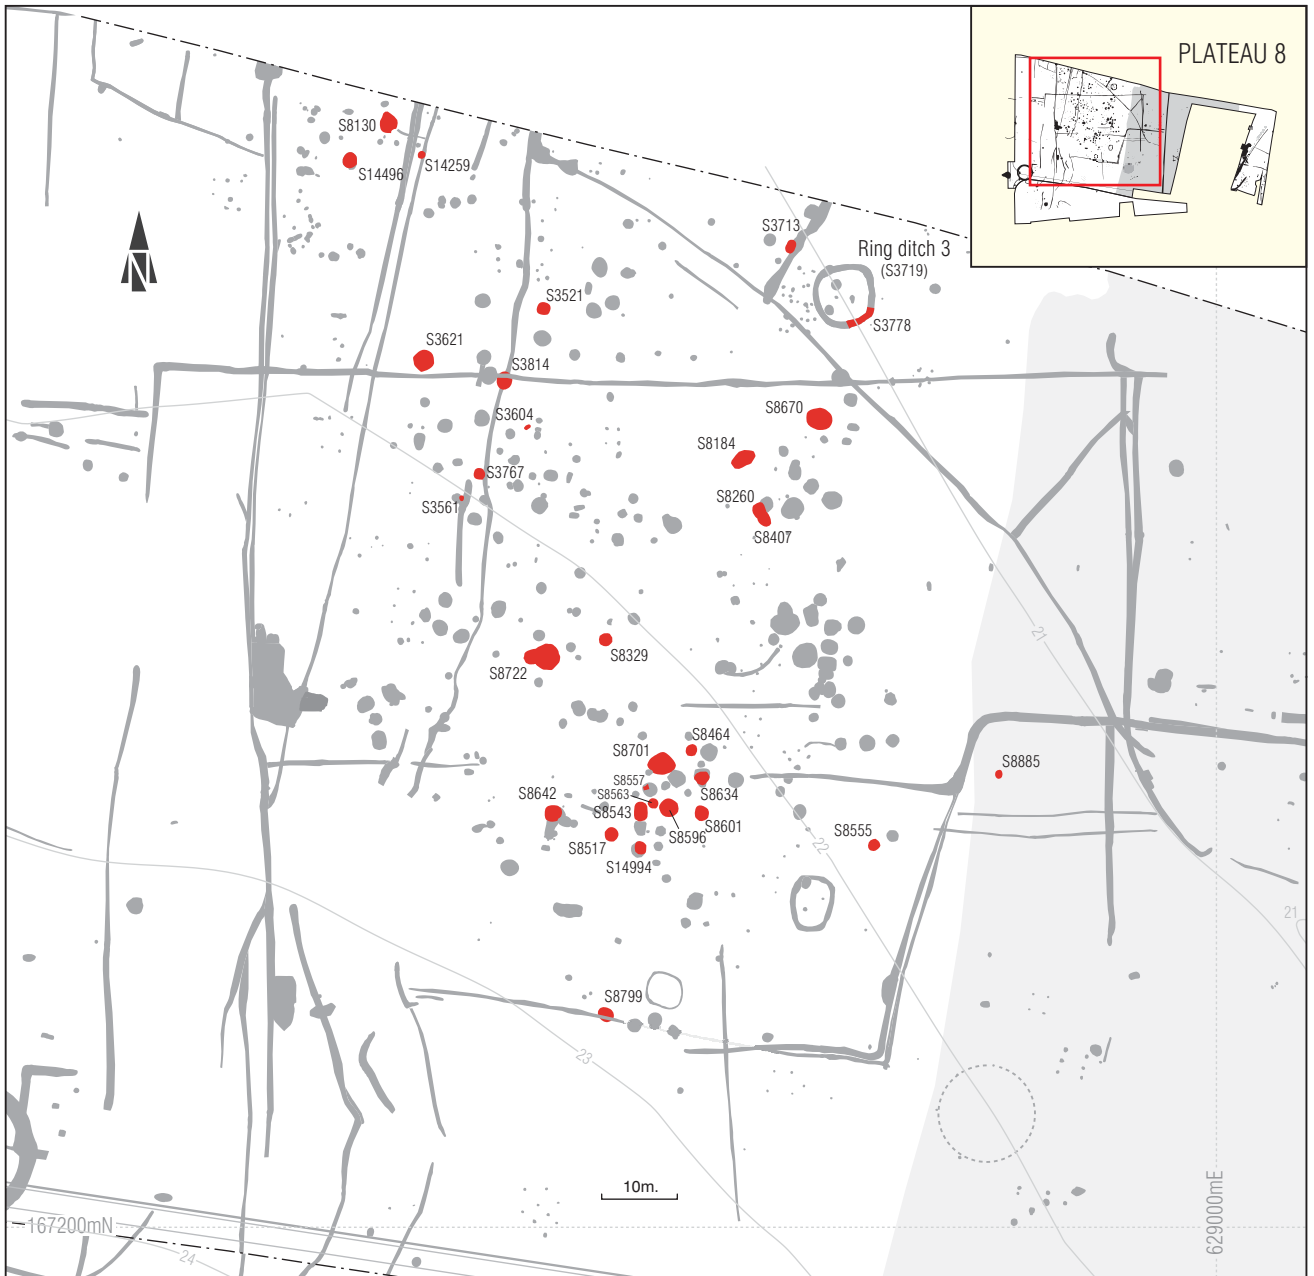 PLATEAU 8
S8130
S14496
S14259
N
S3713
Ring ditch 3
(S3719)
S3778
S3521
S3621
S3814
S3604
S8670
S8184
S3767
S3561
S8260
S8407
21
S8329
S8722
S8464
S8701
S8557
S8563
S8634
S8885
S8642
S8543
S8601
S8596
S8517
S14994
S8555
22
21
S8799
23
10m.
629000mE
167200mN
24